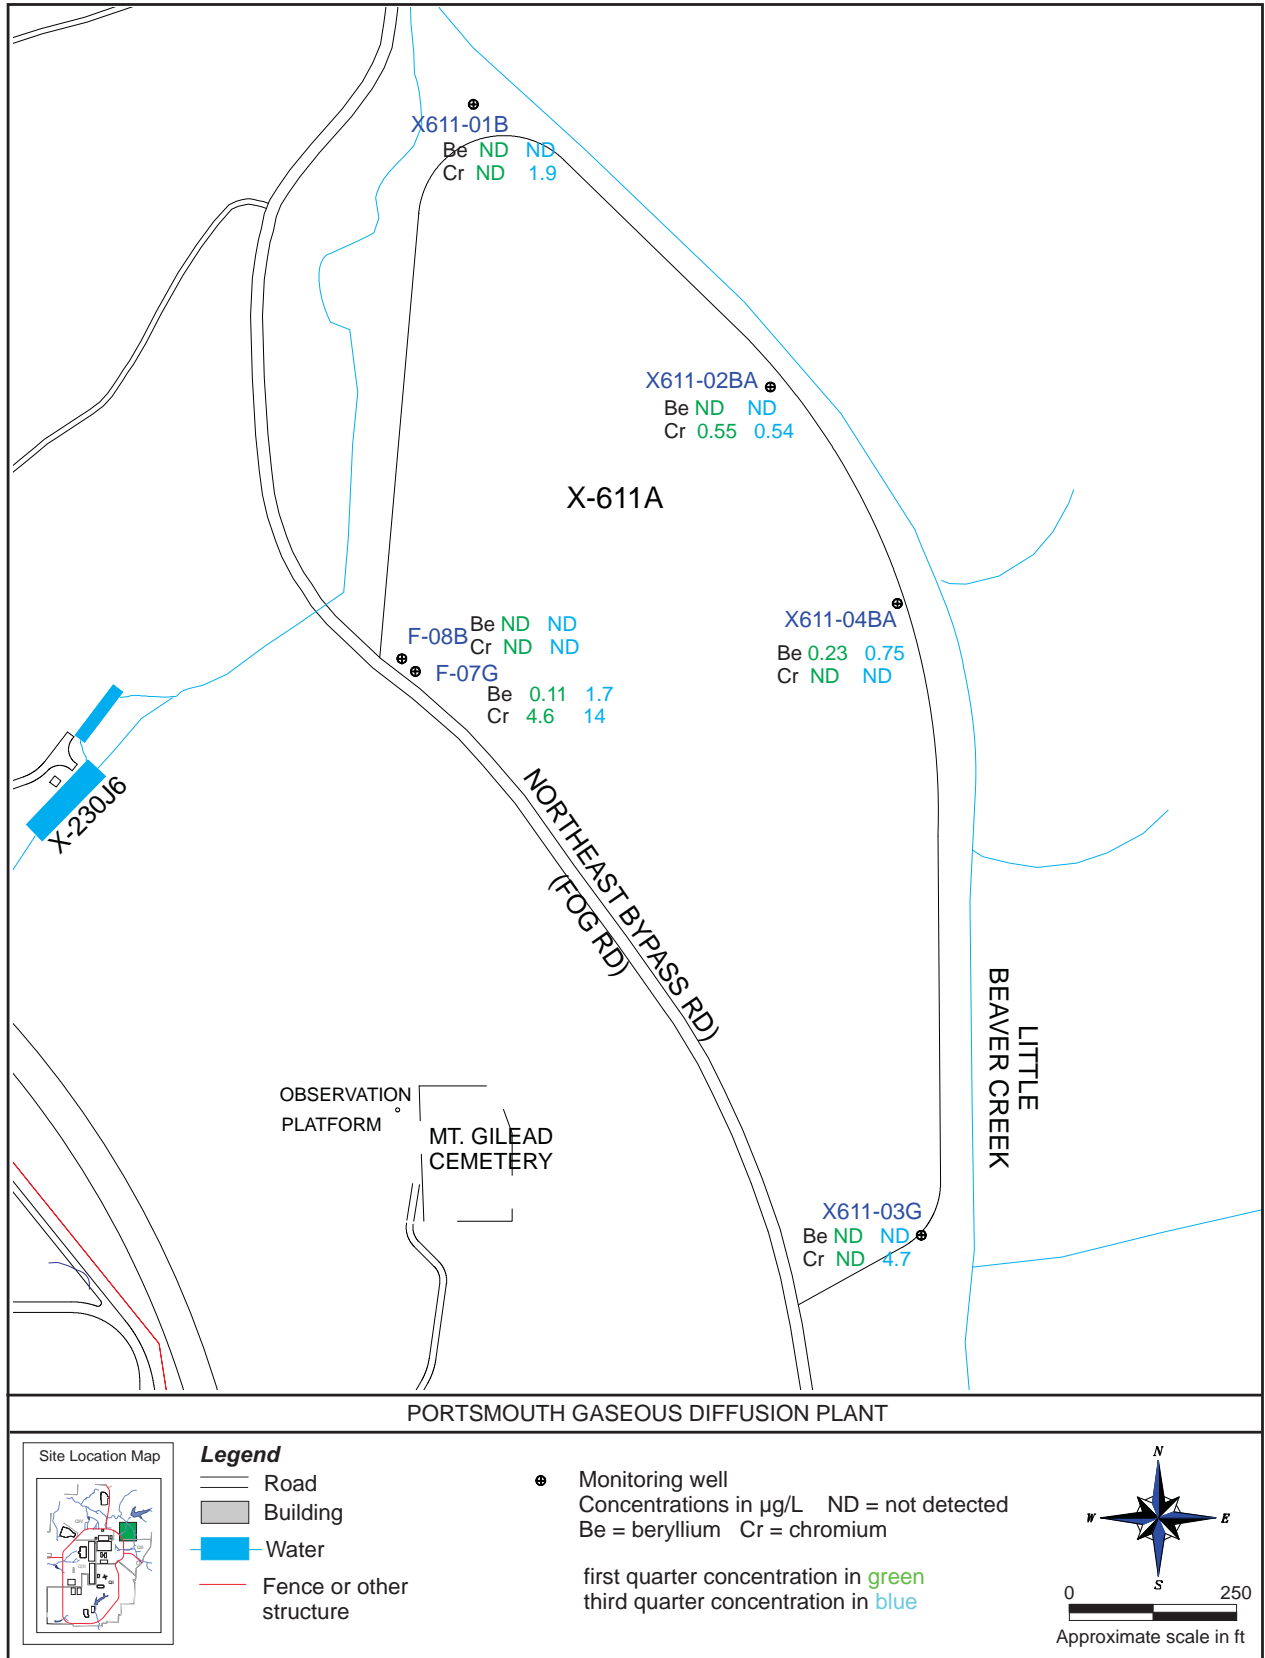 X611-01B
Be ND ND
Cr ND 1.9
X611-02BA
Be ND ND
Cr 0.55 0.54
X-611A
X611-04BA
Be 0.23 0.75
Cr ND ND
F-08B
Be ND ND
Cr ND ND
F-07G
Be 0.11 1.7
Cr 4.6 14
X-230J6
NORTHEAST BYPASS RD)
(FOG RD)
LITTLE
BEAVER CREEK
OBSERVATION
PLATFORM
MT. GILEAD
CEMETERY
X611-03G
Be ND ND
Cr ND 4.7
PORTSMOUTH GASEOUS DIFFUSION PLANT
Site Location Map
Legend
Road
Building
Water
Fence or other
structure
Monitoring well
Concentrations in µg/L ND = not detected
Be = beryllium Cr = chromium
first quarter concentration in green
third quarter concentration in blue
N
W
E
S
0 250
Approximate scale in ft